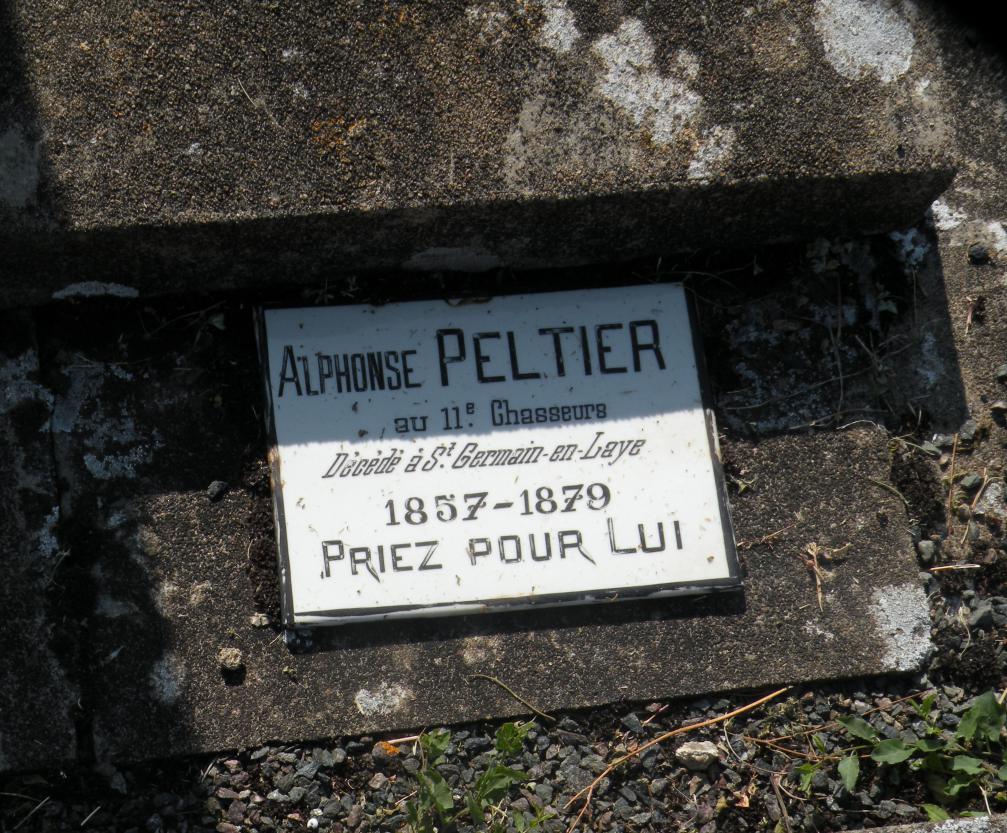 ALPHONSE PELTIER
au 11e Chasseurs
Décédé à St Germain-en-Laye
1857-1879
PRIEZ POUR LUI